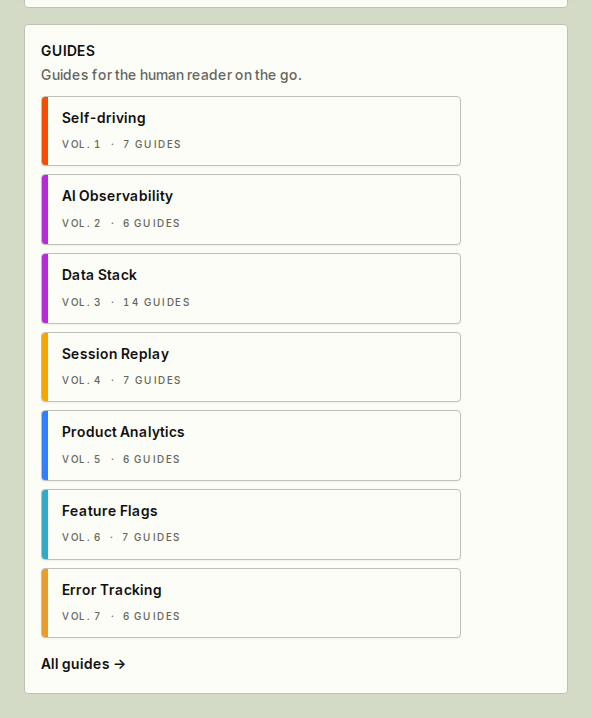 GUIDES
Guides for the human reader on the go.
Self-driving
VOL. 1 · 7 GUIDES
AI Observability
VOL. 2 · 6 GUIDES
Data Stack
VOL. 3 · 14 GUIDES
Session Replay
VOL. 4 · 7 GUIDES
Product Analytics
VOL. 5 · 6 GUIDES
Feature Flags
VOL. 6 · 7 GUIDES
Error Tracking
VOL. 7 · 6 GUIDES
All guides →